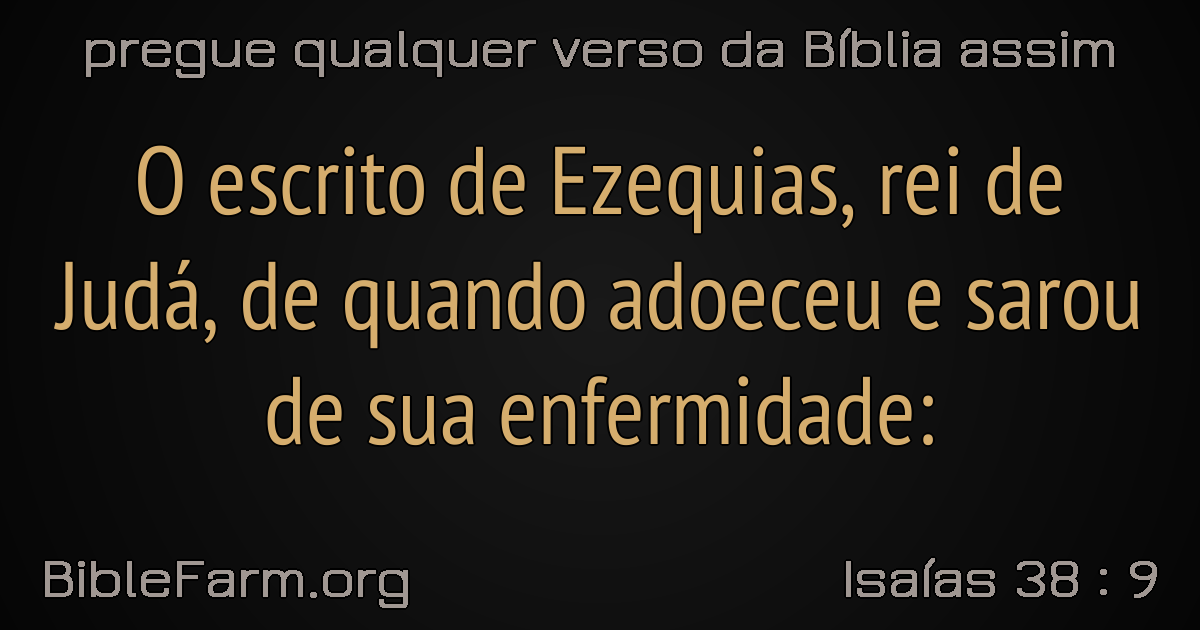 pregue qualquer verso da Bíblia assim
O escrito de Ezequias, rei de
Judá, de quando adoeceu e sarou
de sua enfermidade:
BibleFarm.org
Isaías 38 : 9